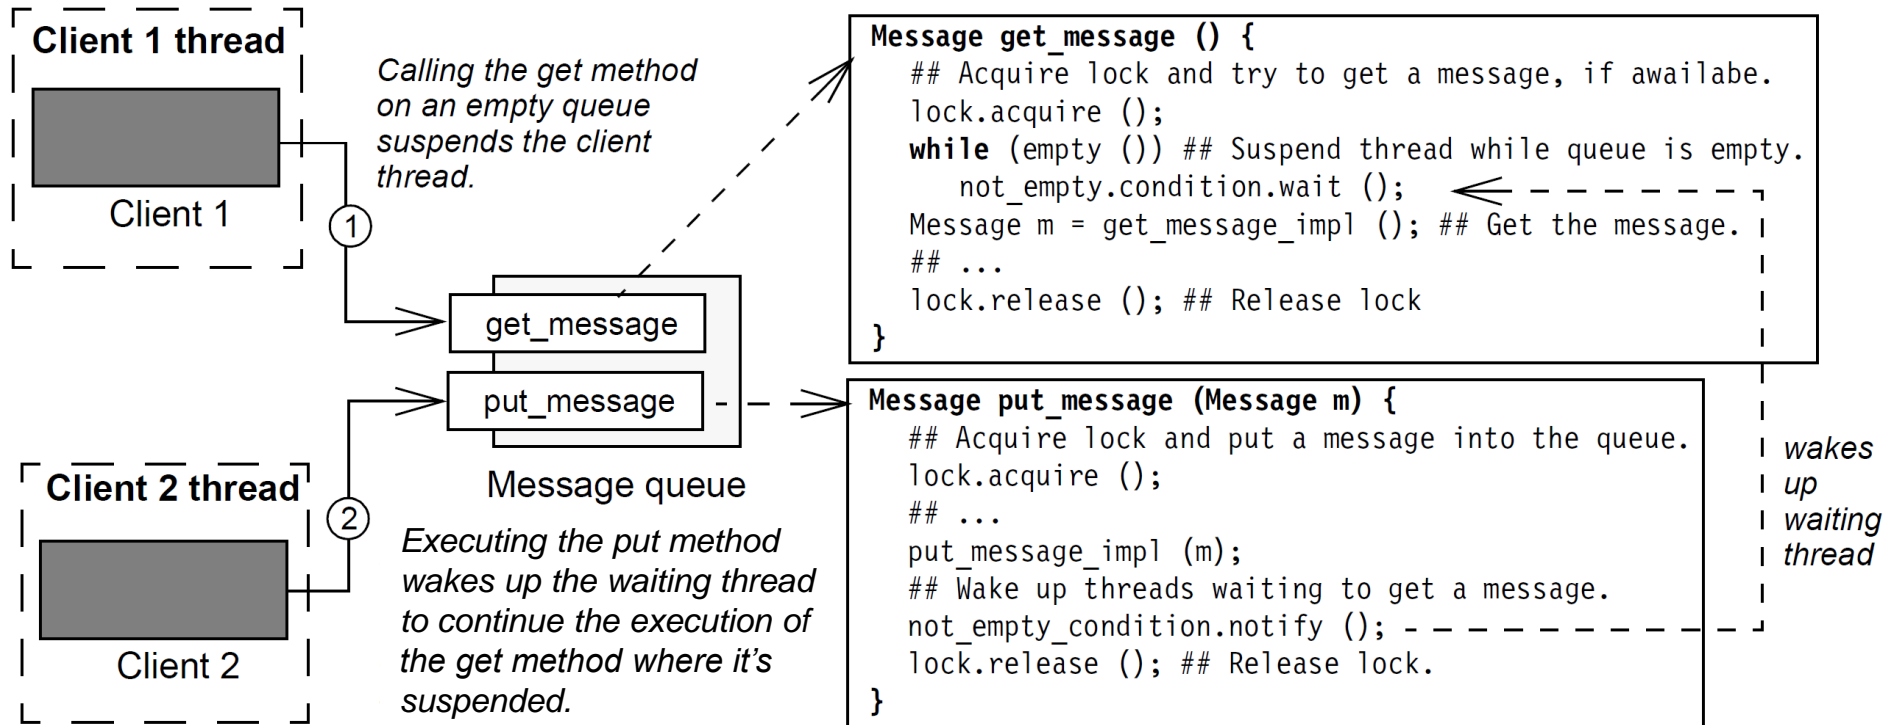 Client 1 thread
Client 1
Calling the get method
on an empty queue
suspends the client
thread.
1
get_message
put_message
Message queue
Client 2 thread
Client 2
2
Executing the put method
wakes up the waiting thread
to continue the execution of
the get method where it's
suspended.
Message get_message () {
## Acquire lock and try to get a message, if awailabe.
lock.acquire ();
while (empty ()) ## Suspend thread while queue is empty.
not_empty.condition.wait ();
Message m = get_message_impl (); ## Get the message.
## ...
lock.release (); ## Release lock
}
Message put_message (Message m) {
## Acquire lock and put a message into the queue.
lock.acquire ();
## ...
put_message_impl (m);
## Wake up threads waiting to get a message.
not_empty_condition.notify ();
lock.release (); ## Release lock.
}
wakes
up
waiting
thread